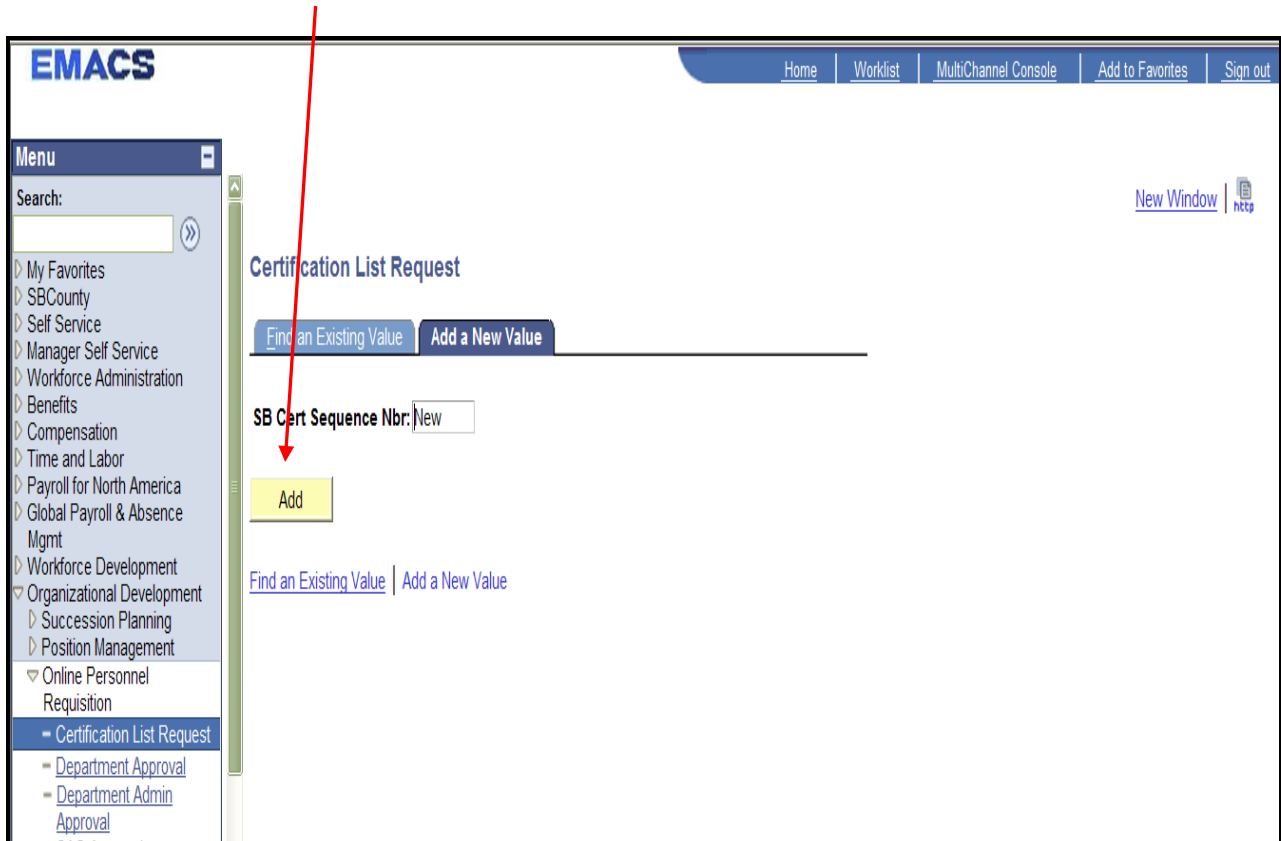 EMACS
Home Worklist MultiChannel Console Add to Favorites Sign out
Menu
Search:
New Window http
My Favorites
SBCounty
Self Service
Manager Self Service
Workforce Administration
Benefits
Compensation
Time and Labor
Payroll for North America
Global Payroll & Absence
Mgmt
Workforce Development
Organizational Development
Succession Planning
Position Management
Online Personnel
Requisition
Certification List Request
Department Approval
Department Admin
Approval
Certification List Request
Find an Existing Value Add a New Value
SB Cert Sequence Nbr: New
Add
Find an Existing Value Add a New Value